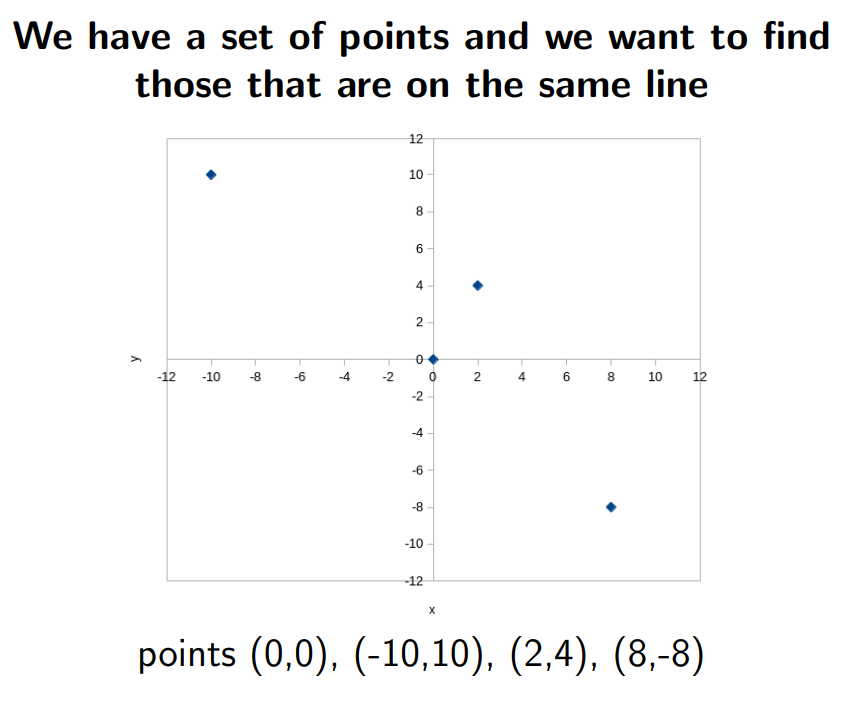 We have a set of points and we want to find
those that are on the same line
12
10
8
6
4
2
0
-12 -10 -8 -6 -4 -2 0 2 4 6 8 10 12
-2
-4
-6
-8
-10
-12
y
x
points (0,0), (-10,10), (2,4), (8,-8)